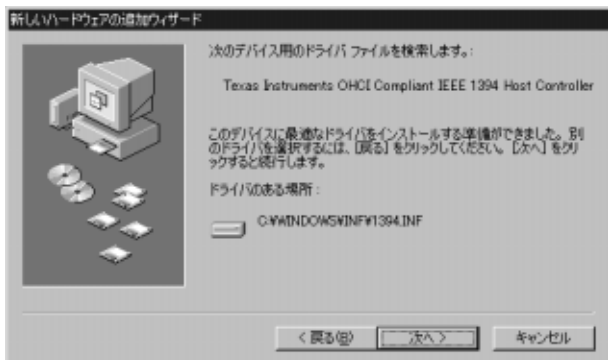 新しいハードウェアの追加ウィザード
次のデバイス用のドライバ ファイルを検索します。:
Texas Instruments OHCI Compliant IEEE 1394 Host Controller
このデバイスに最適なドライバをインストールする準備ができました。別
のドライバを選択するには、[戻る] をクリックしてください。[次へ] をクリ
ックすると続行します。
ドライバのある場所:
C:¥WINDOWS¥INF¥1394.INF
< 戻る(B)
次へ >
キャンセル